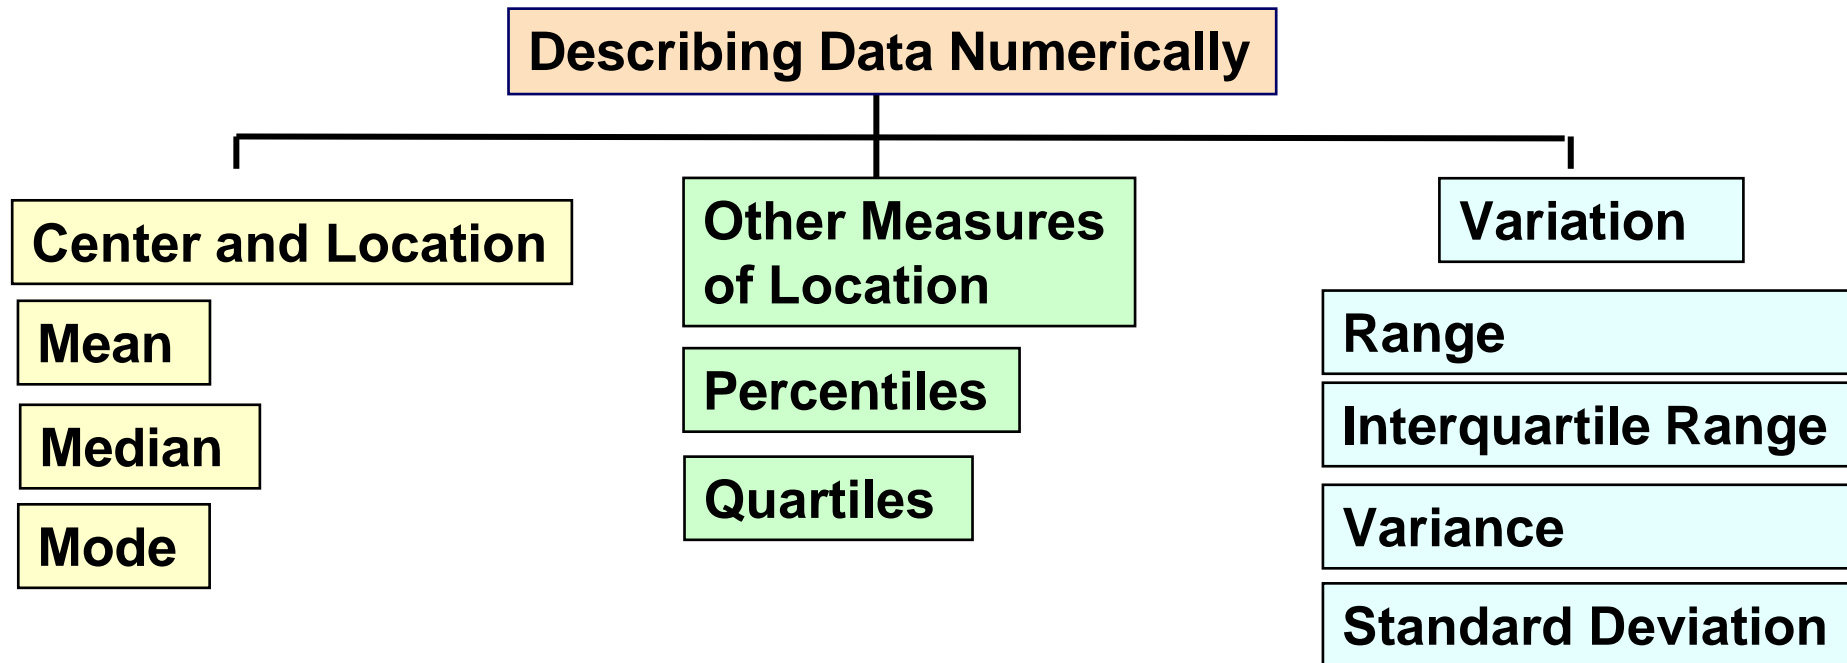 Describing Data Numerically
Center and Location
Mean
Median
Mode
Other Measures
of Location
Percentiles
Quartiles
Variation
Range
Interquartile Range
Variance
Standard Deviation